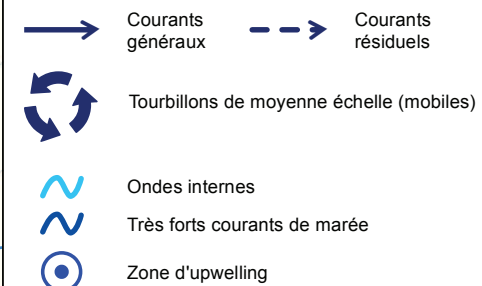 Courants
généraux
Courants
résiduels
Tourbillons de moyenne échelle (mobiles)
Ondes internes
Très forts courants de marée
Zone d'upwelling